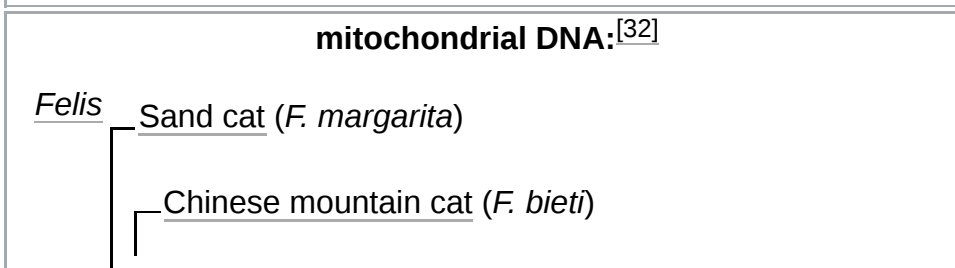 mitochondrial DNA:[32]
Felis
Sand cat (F. margarita)
Chinese mountain cat (F. bieti)